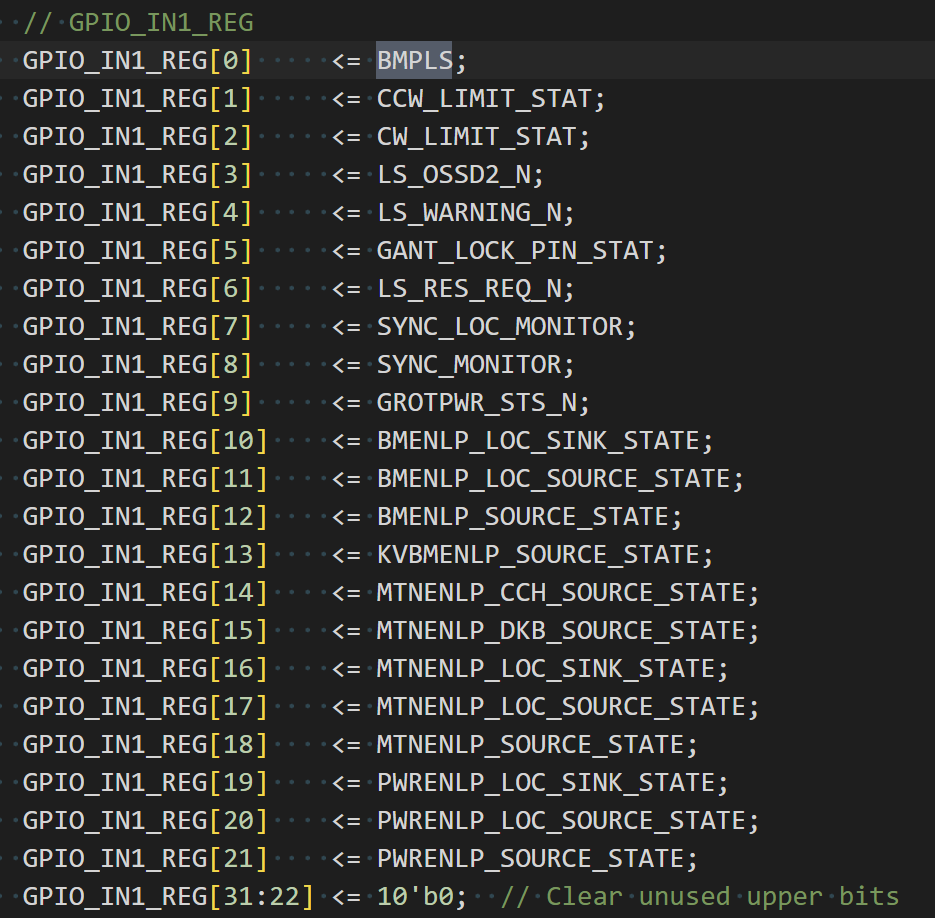 // GPIO_IN1_REG
GPIO_IN1_REG[0]     <= BMPLS;
GPIO_IN1_REG[1]     <= CCW_LIMIT_STAT;
GPIO_IN1_REG[2]     <= CW_LIMIT_STAT;
GPIO_IN1_REG[3]     <= LS_OSSD2_N;
GPIO_IN1_REG[4]     <= LS_WARNING_N;
GPIO_IN1_REG[5]     <= GANT_LOCK_PIN_STAT;
GPIO_IN1_REG[6]     <= LS_RES_REQ_N;
GPIO_IN1_REG[7]     <= SYNC_LOC_MONITOR;
GPIO_IN1_REG[8]     <= SYNC_MONITOR;
GPIO_IN1_REG[9]     <= GROTPWR_STS_N;
GPIO_IN1_REG[10]    <= BMENLP_LOC_SINK_STATE;
GPIO_IN1_REG[11]    <= BMENLP_LOC_SOURCE_STATE;
GPIO_IN1_REG[12]    <= BMENLP_SOURCE_STATE;
GPIO_IN1_REG[13]    <= KVBMENLP_SOURCE_STATE;
GPIO_IN1_REG[14]    <= MTNENLP_CCH_SOURCE_STATE;
GPIO_IN1_REG[15]    <= MTNENLP_DKB_SOURCE_STATE;
GPIO_IN1_REG[16]    <= MTNENLP_LOC_SINK_STATE;
GPIO_IN1_REG[17]    <= MTNENLP_LOC_SOURCE_STATE;
GPIO_IN1_REG[18]    <= MTNENLP_SOURCE_STATE;
GPIO_IN1_REG[19]    <= PWRENLP_LOC_SINK_STATE;
GPIO_IN1_REG[20]    <= PWRENLP_LOC_SOURCE_STATE;
GPIO_IN1_REG[21]    <= PWRENLP_SOURCE_STATE;
GPIO_IN1_REG[31:22] <= 10'b0;  // Clear unused upper bits